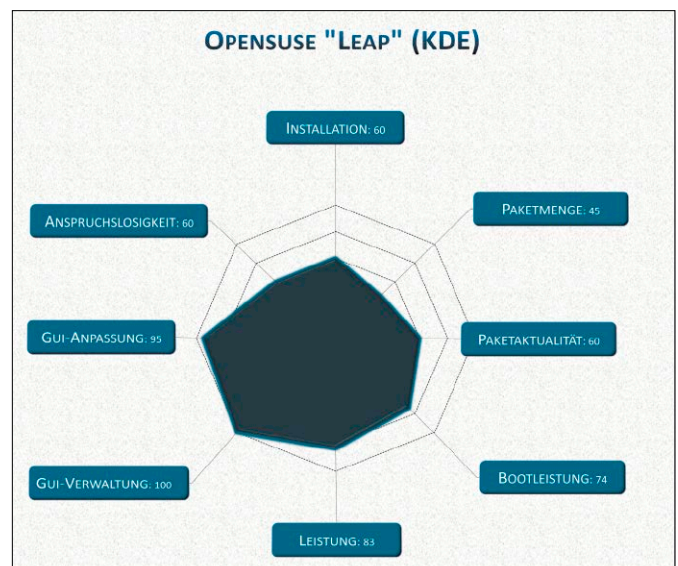 Opensuse "Leap" (KDE)
Installation: 60
Paketmenge: 45
Anspruchslosigkeit: 60
Gui-Anpassung: 95
Paketaktualität: 60
Gui-Verwaltung: 100
Bootleistung: 74
Leistung: 83